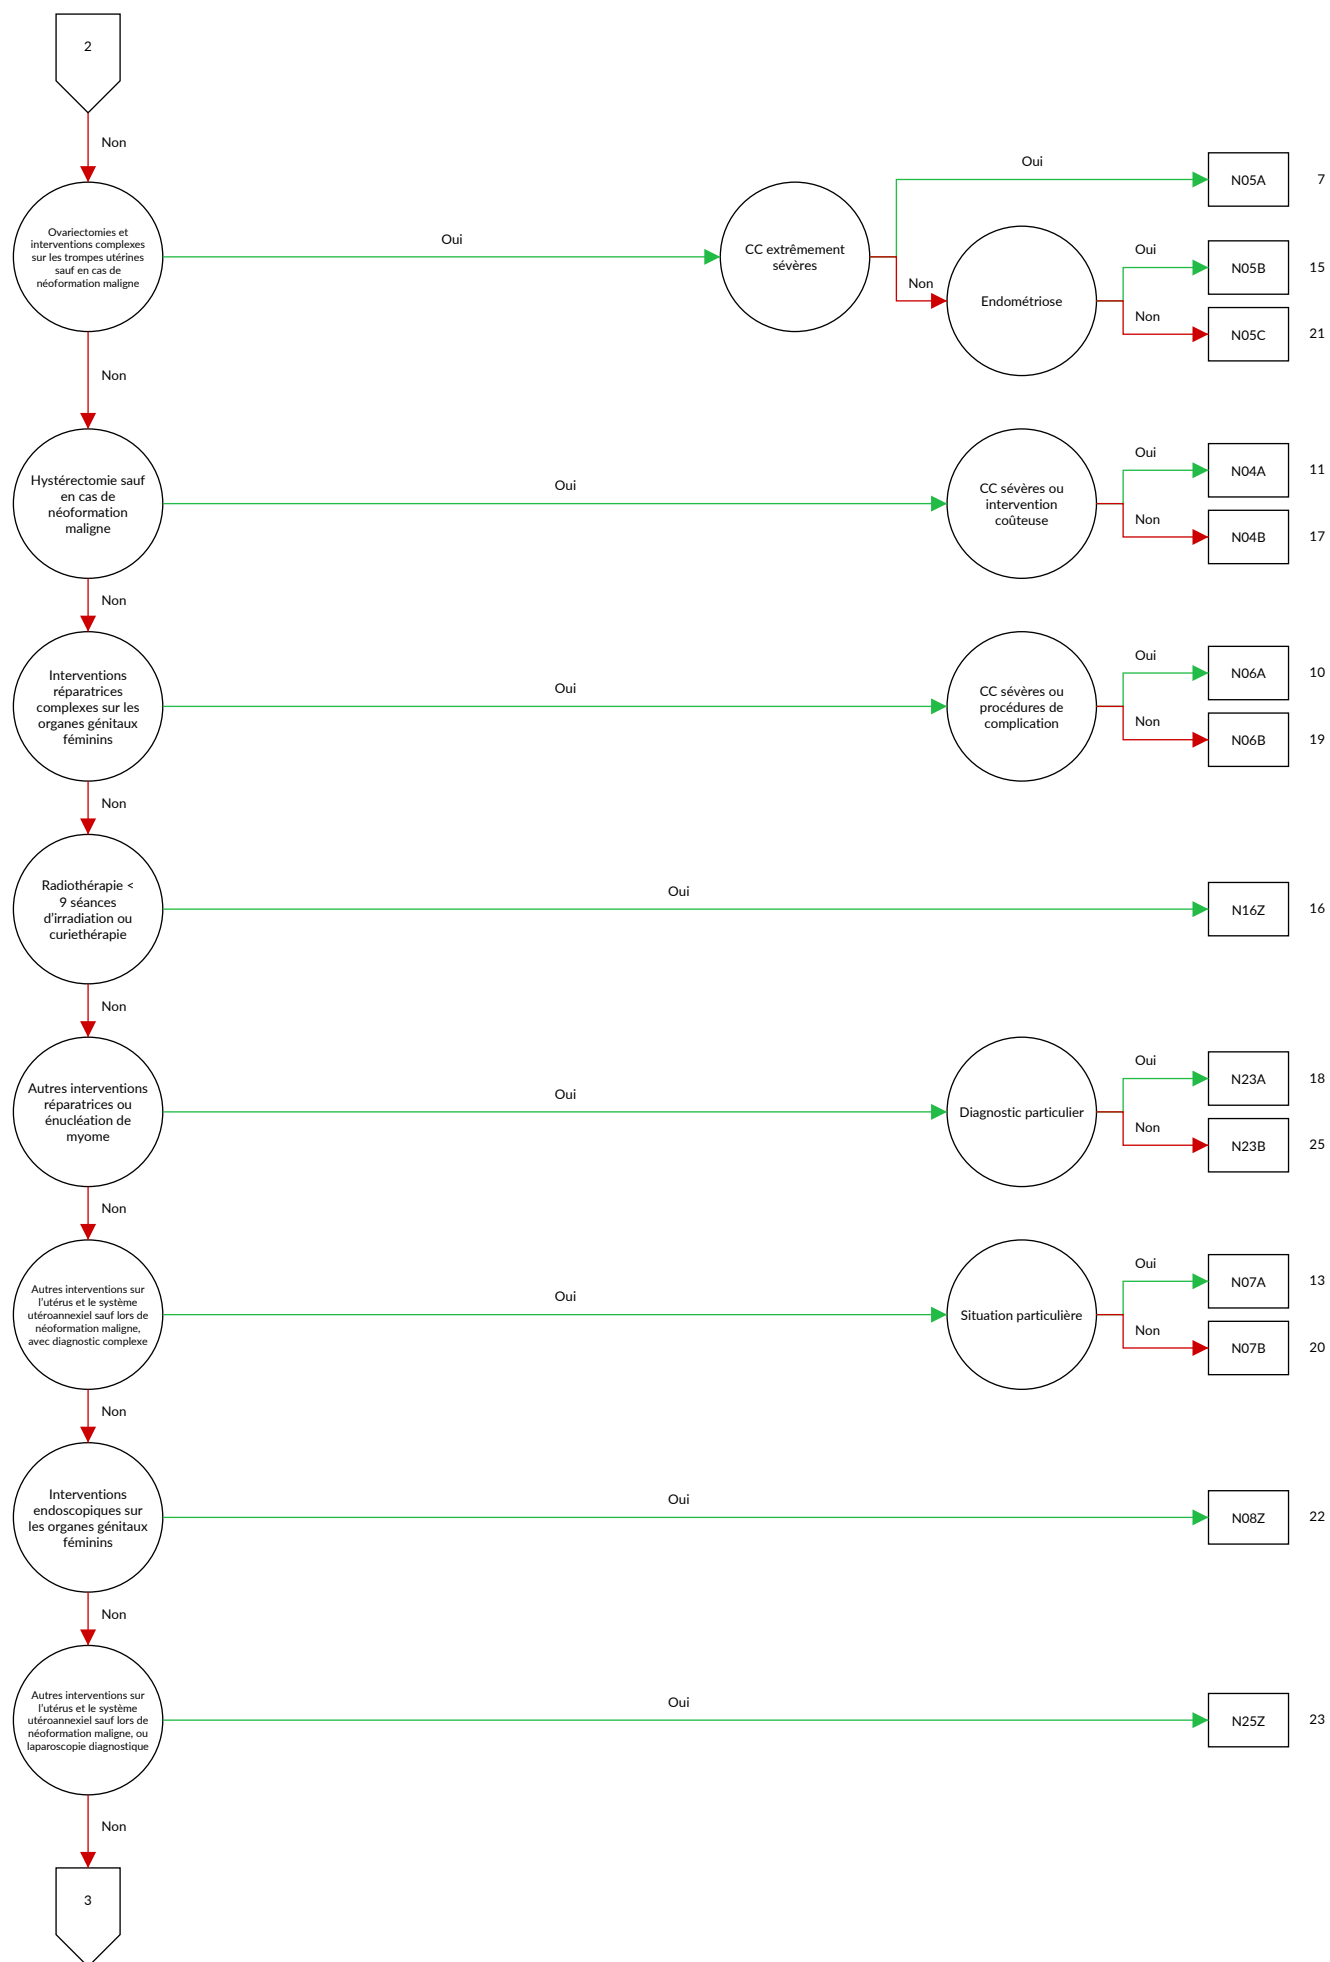 2
Non
Ovariectomies et
interventions complexes
sur les trompes utérines
sauf en cas de
néoformation maligne
Oui
CC extrêmement
sévères
Oui
N05A
7
Non
Endométriose
Oui
N05B
15
Non
N05C
21
Non
Hystérectomie sauf
en cas de
néoformation
maligne
Oui
CC sévères ou
intervention
coûteuse
Oui
N04A
11
Non
N04B
17
Non
Interventions
réparatrices
complexes sur les
organes génitaux
féminins
Oui
CC sévères ou
procédures de
complication
Oui
N06A
10
Non
N06B
19
Non
Radiothérapie <
9 séances
d'irradiation ou
curiethérapie
Oui
N16Z
16
Non
Autres interventions
réparatrices ou
énucléation de
myome
Oui
Diagnostic particulier
Oui
N23A
18
Non
N23B
25
Non
Autres interventions sur
l'utérus et le système
utéroannexiel sauf lors de
néoformation maligne,
avec diagnostic complexe
Oui
Situation particulière
Oui
N07A
13
Non
N07B
20
Non
Interventions
endoscopiques sur
les organes génitaux
féminins
Oui
N08Z
22
Non
Autres interventions sur
l'utérus et le système
utéroannexiel sauf lors de
néoformation maligne, ou
laparoscopie diagnostique
Oui
N25Z
23
Non
3